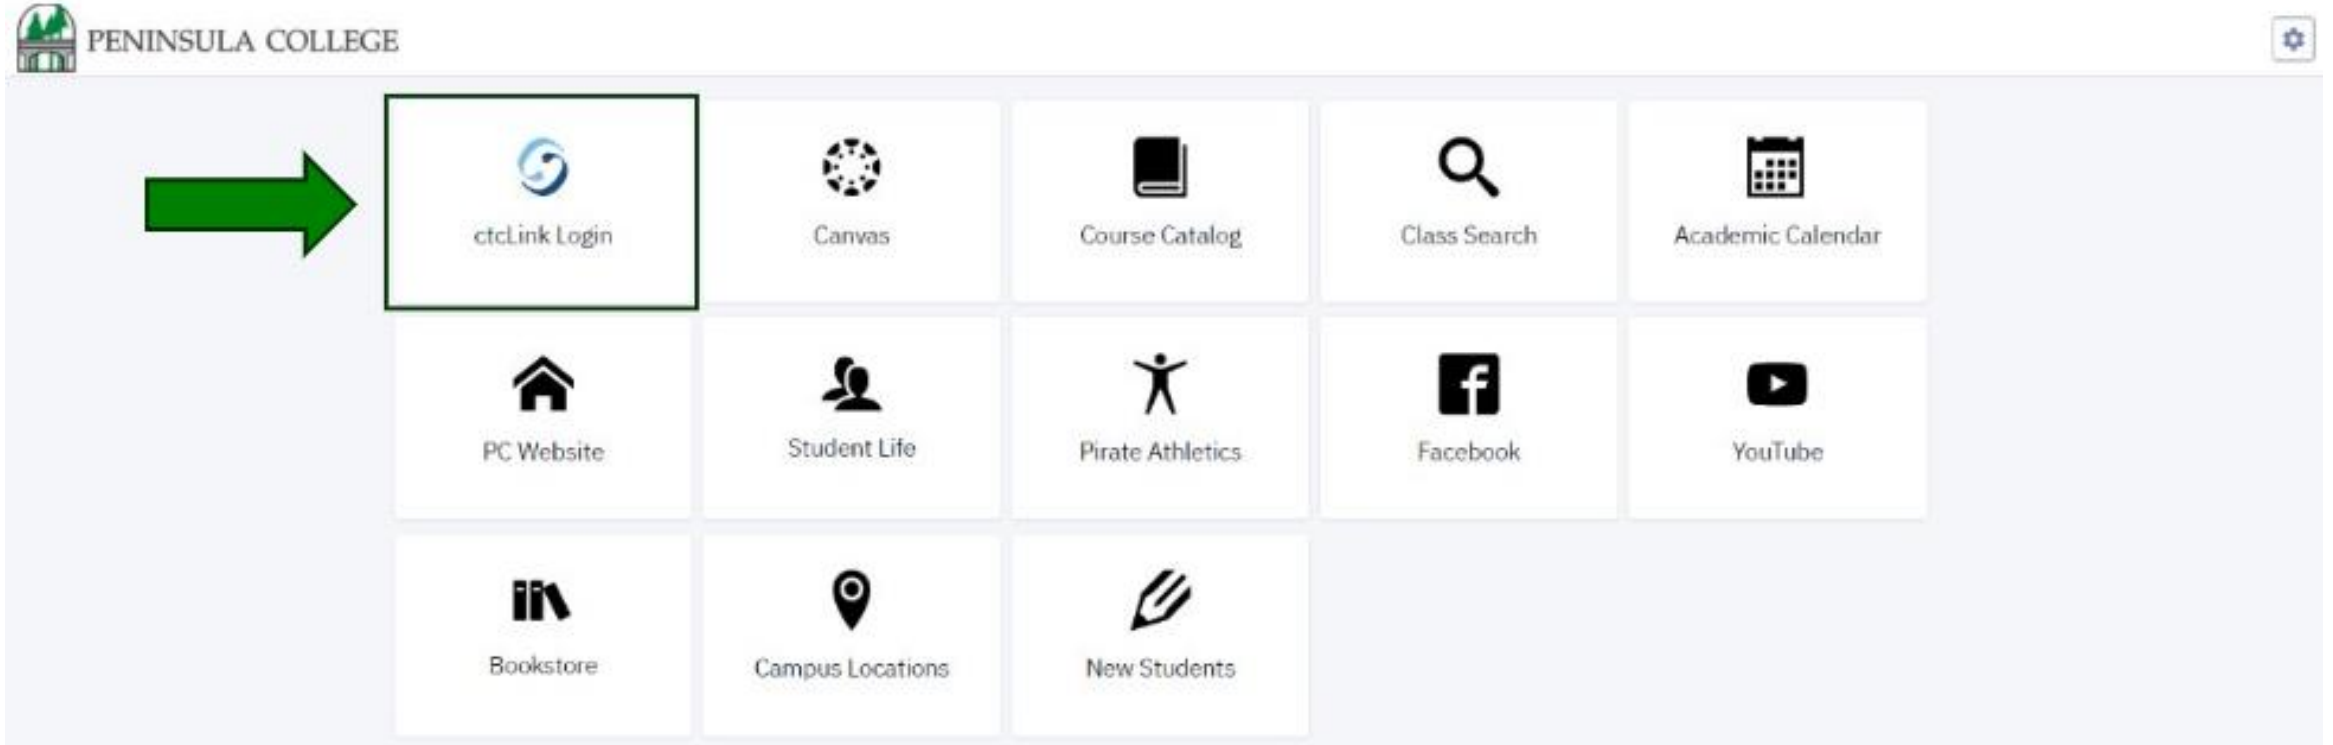 PENINSULA COLLEGE
ctcLink Login
Canvas
Course Catalog
Class Search
Academic Calendar
PC Website
Student Life
Pirate Athletics
Facebook
YouTube
Bookstore
Campus Locations
New Students